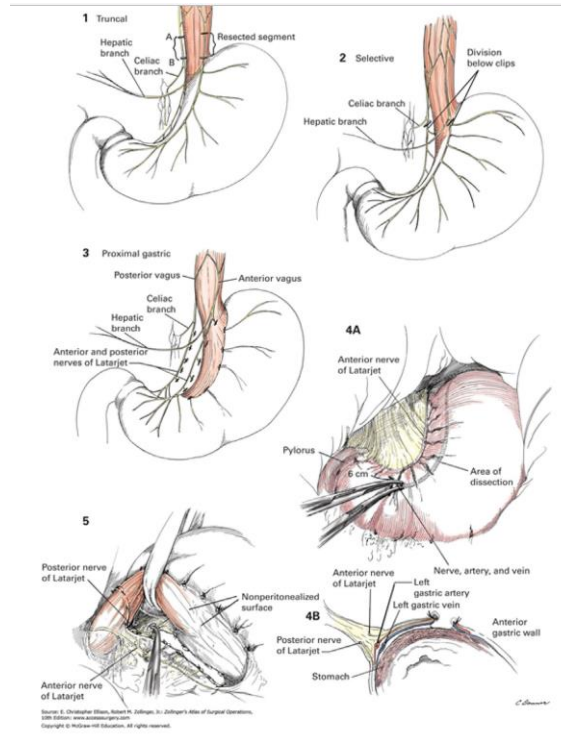 1 Truncal
Hepatic
branch
Celiac
branch
A
B
Resected segment
2 Selective
Division
below clips
Celiac branch
Hepatic branch
3 Proximal gastric
Posterior vagus
Anterior vagus
Celiac
branch
Hepatic
branch
Anterior and posterior
nerves of Latarjet
4A
Anterior nerve
of Latarjet
Pylorus
6 cm
Area of
dissection
Nerve, artery, and vein
5
Posterior nerve
of Latarjet
Nonperitonealized
surface
Anterior nerve
of Latarjet
4B
Anterior nerve
of Latarjet
Left
gastric artery
Left gastric vein
Anterior
gastric wall
Posterior nerve
of Latarjet
Stomach
Source: E. Christopher Ellison, Robert M. Zollinger, Jr.: Zollinger's Atlas of Surgical Operations,
10th Edition: www.accesssurgery.com
Copyright © McGraw-Hill Education. All rights reserved.